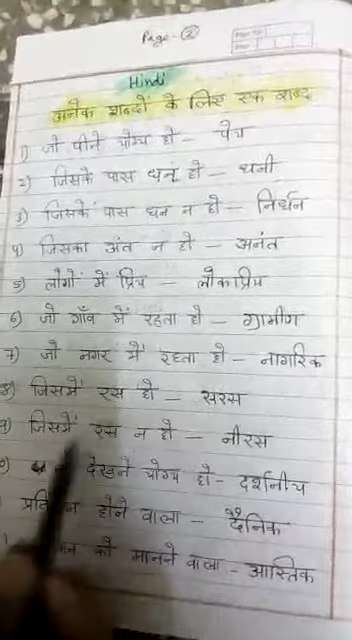 Page - 2
Hindi
अनेक शब्दों के लिए एक शब्द
1) जो पीने योग्य हो - पेय
2) जिसके पास धन हो - धनी
3) जिसके पास धन न हो - निर्धन
4) जिसका अंत न हो - अनंत
5) लोगों में प्रिय - लोकाप्रिय
6) जो गाँव में रहता हो - ग्रामीण
7) जो नगर में रहता हो - नागरिक
8) जिसमें रस हो - सरस
9) जिसमें रस न हो - नीरस
देखने योग्य हो - दर्शनीय
होने वाला - दैनिक
को मानने वाला - आस्तिक